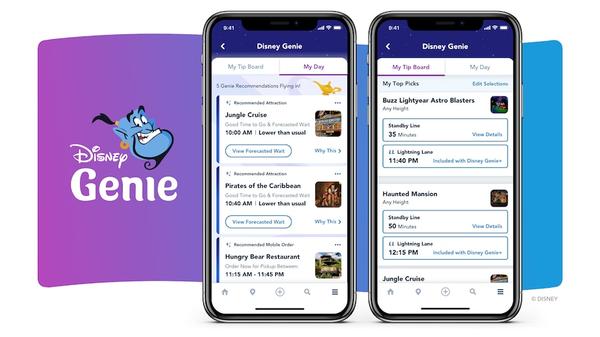 Disney
Genie
9:41
Disney Genie
My Tip Board
My Day
5 Genie Recommendations Flying in!
Recommended Attraction
Jungle Cruise
Good Time to Go & Forecasted Wait
10:00 AM | Lower than usual
View Forecasted Wait
Why This
Recommended Attraction
Pirates of the Caribbean
Good Time to Go & Forecasted Wait
10:40 AM | Lower than usual
View Forecasted Wait
Why This
Recommended Mobile Order
Hungry Bear Restaurant
Order Now for Pickup Between:
11:15 AM - 11:45 PM
9:41
Disney Genie
My Tip Board
My Day
My Top Picks
Edit Selections
Buzz Lightyear Astro Blasters
Any Height
Standby Line
35 Minutes
View Details
LL Lightning Lane
11:40 PM
Included with Disney Genie+
Haunted Mansion
Any Height
Standby Line
50 Minutes
View Details
LL Lightning Lane
12:15 PM
Included with Disney Genie+
Jungle Cruise
© DISNEY